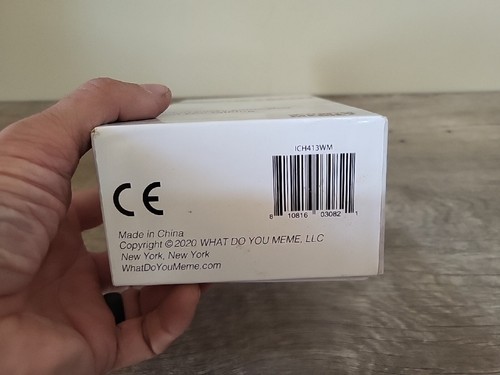 ICH413WM
8 10816 03082 1
CE
Made in China
Copyright © 2020 WHAT DO YOU MEME, LLC
New York, New York
WhatDoYouMeme.com